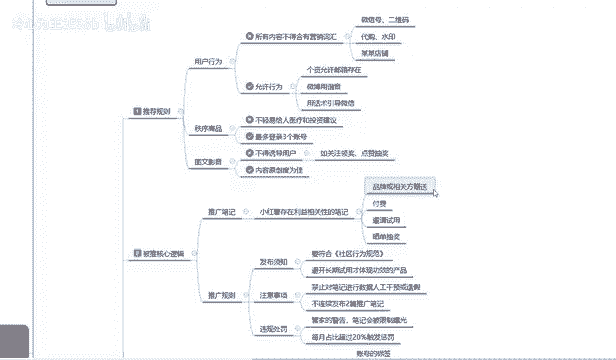 微信号、二维码
所有内容不得含有营销词汇
代购、水印
某某店铺
用户行为
个资允许邮箱存在
允许行为
微博用谐音
用话术引导微信
推荐规则
不轻易给人医疗和投资建议
秩序商品
最多登录3个账号
不得诱导用户
如关注领奖、点赞抽奖
图文影音
内容原创度为佳
品牌或相关方赠送
付费
推广笔记
小红薯存在利益相关性的笔记
邀请试用
晒单抽奖
被推核心逻辑
要符合《社区行为规范》
发布须知
避开长期试用才体现功效的产品
禁止对笔记进行数据人工干预或造假
推广规则
注意事项
不连续发布2篇推广笔记
管家的警告，笔记会被限制曝光
违规处罚
每月占比超过20%触发惩罚
账号的标签